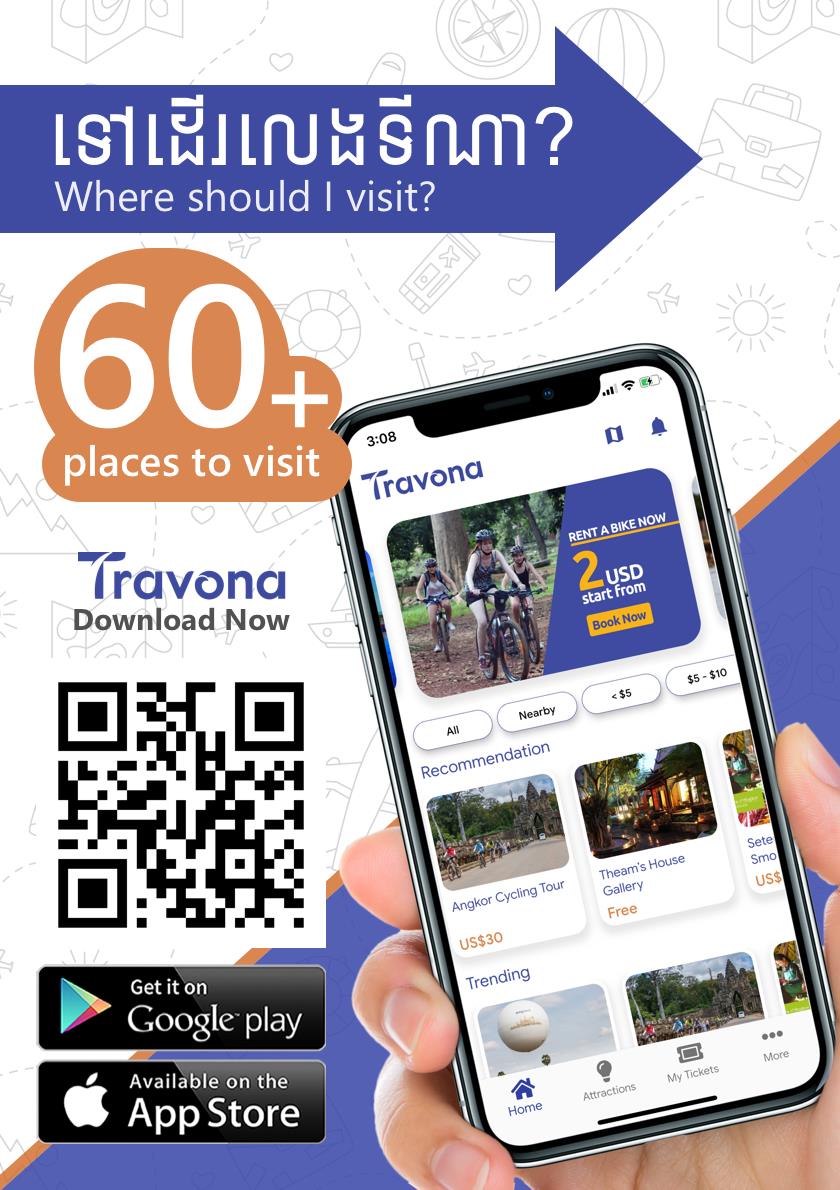 ទៅដើរលេងទីណា?
Where should I visit?
60+
places to visit
Travona
Download Now
Get it on
Google play
Available on the
App Store
3:08
Travona
RENT A BIKE NOW
2 USD
start from
Book Now
All
Nearby
< $5
$5 - $10
Recommendation
Angkor Cycling Tour
US$30
Theam's House
Gallery
Free
Sete
Smo
US$
Trending
Home
Attractions
My Tickets
More